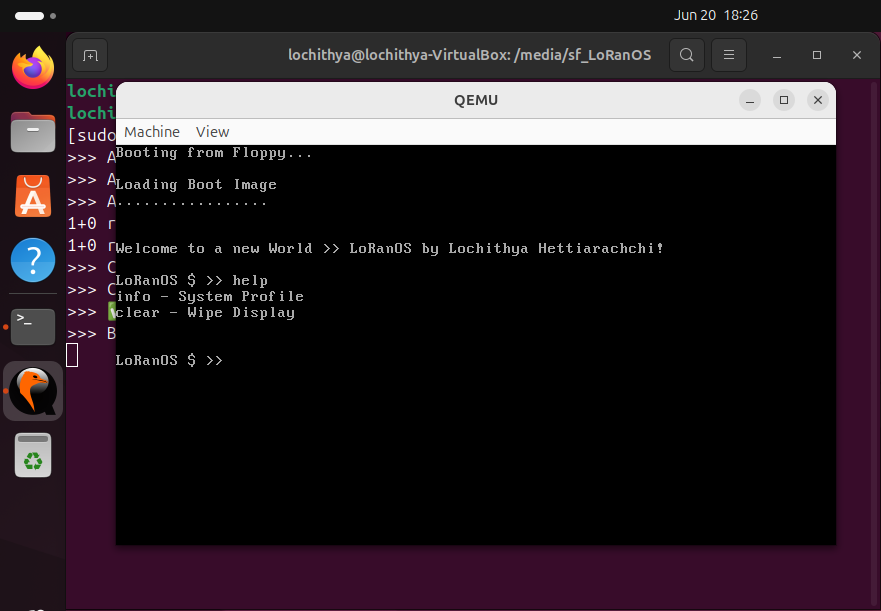 Jun 20 18:26
lochithya@lochithya-VirtualBox: /media/sf_LoRanOS
lochi
lochi
[sudo
>>> A
>>> A
>>> A
1+0 r
1+0 r
>>> C
>>> C
>>>
>>> B
QEMU
Machine View
Booting from Floppy...
Loading Boot Image
.................
Welcome to a new World >> LoRanOS by Lochithya Hettiarachchi!
LoRanOS $ >> help
info - System Profile
clear - Wipe Display
LoRanOS $ >>